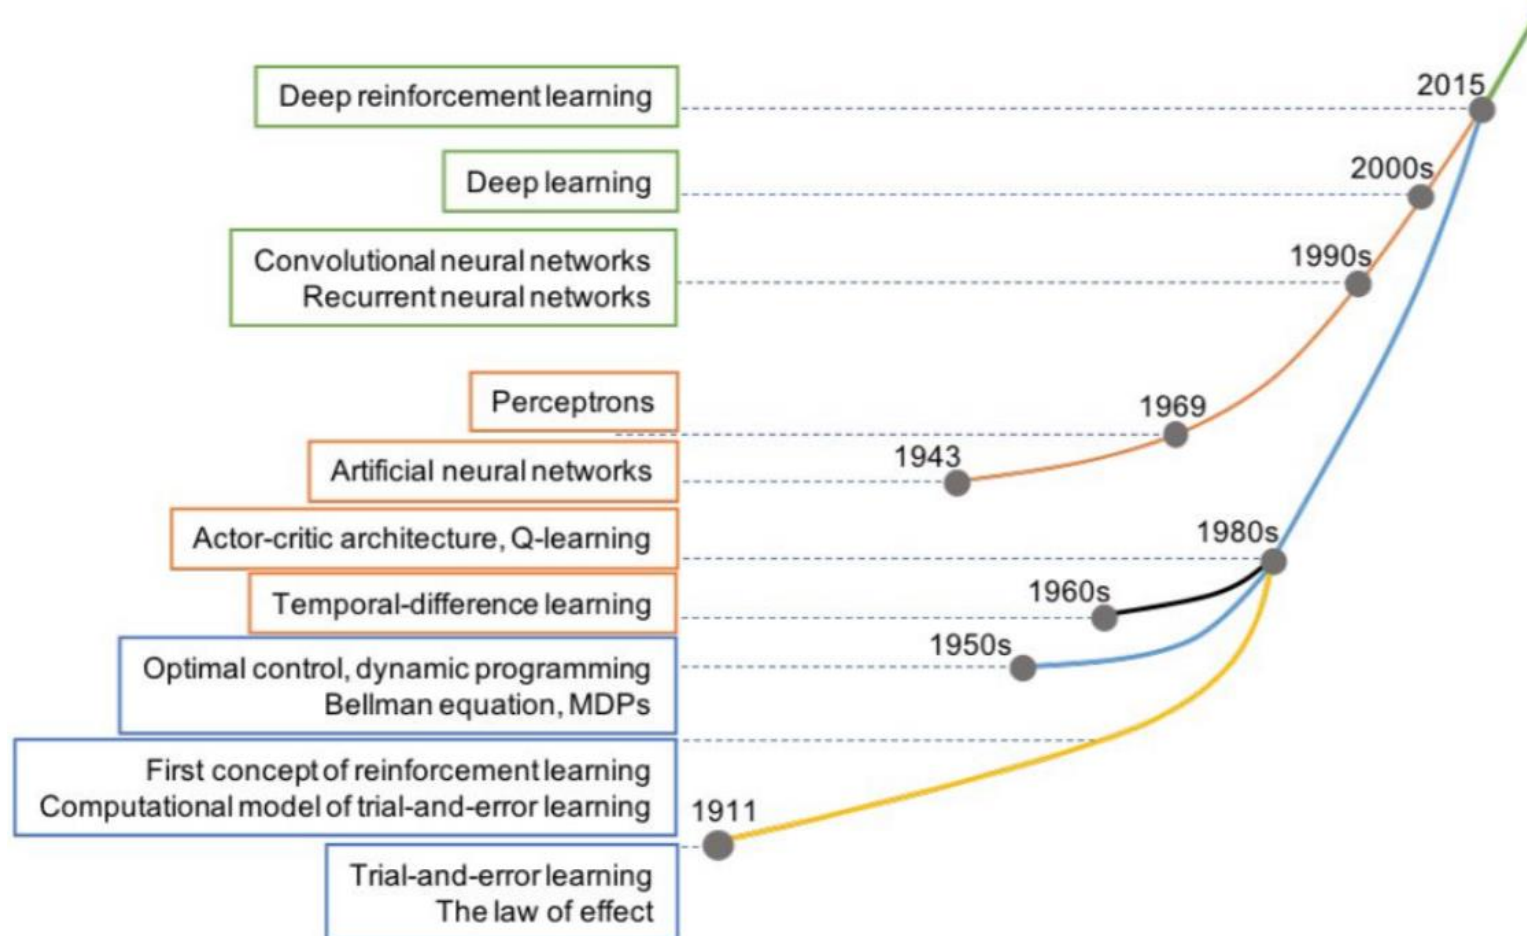 Deep reinforcement learning
2015
Deep learning
2000s
Convolutional neural networks
Recurrent neural networks
1990s
Perceptrons
1969
Artificial neural networks
1943
Actor-critic architecture, Q-learning
1980s
Temporal-difference learning
1960s
Optimal control, dynamic programming
Bellman equation, MDPs
1950s
First concept of reinforcement learning
Computational model of trial-and-error learning
1911
Trial-and-error learning
The law of effect